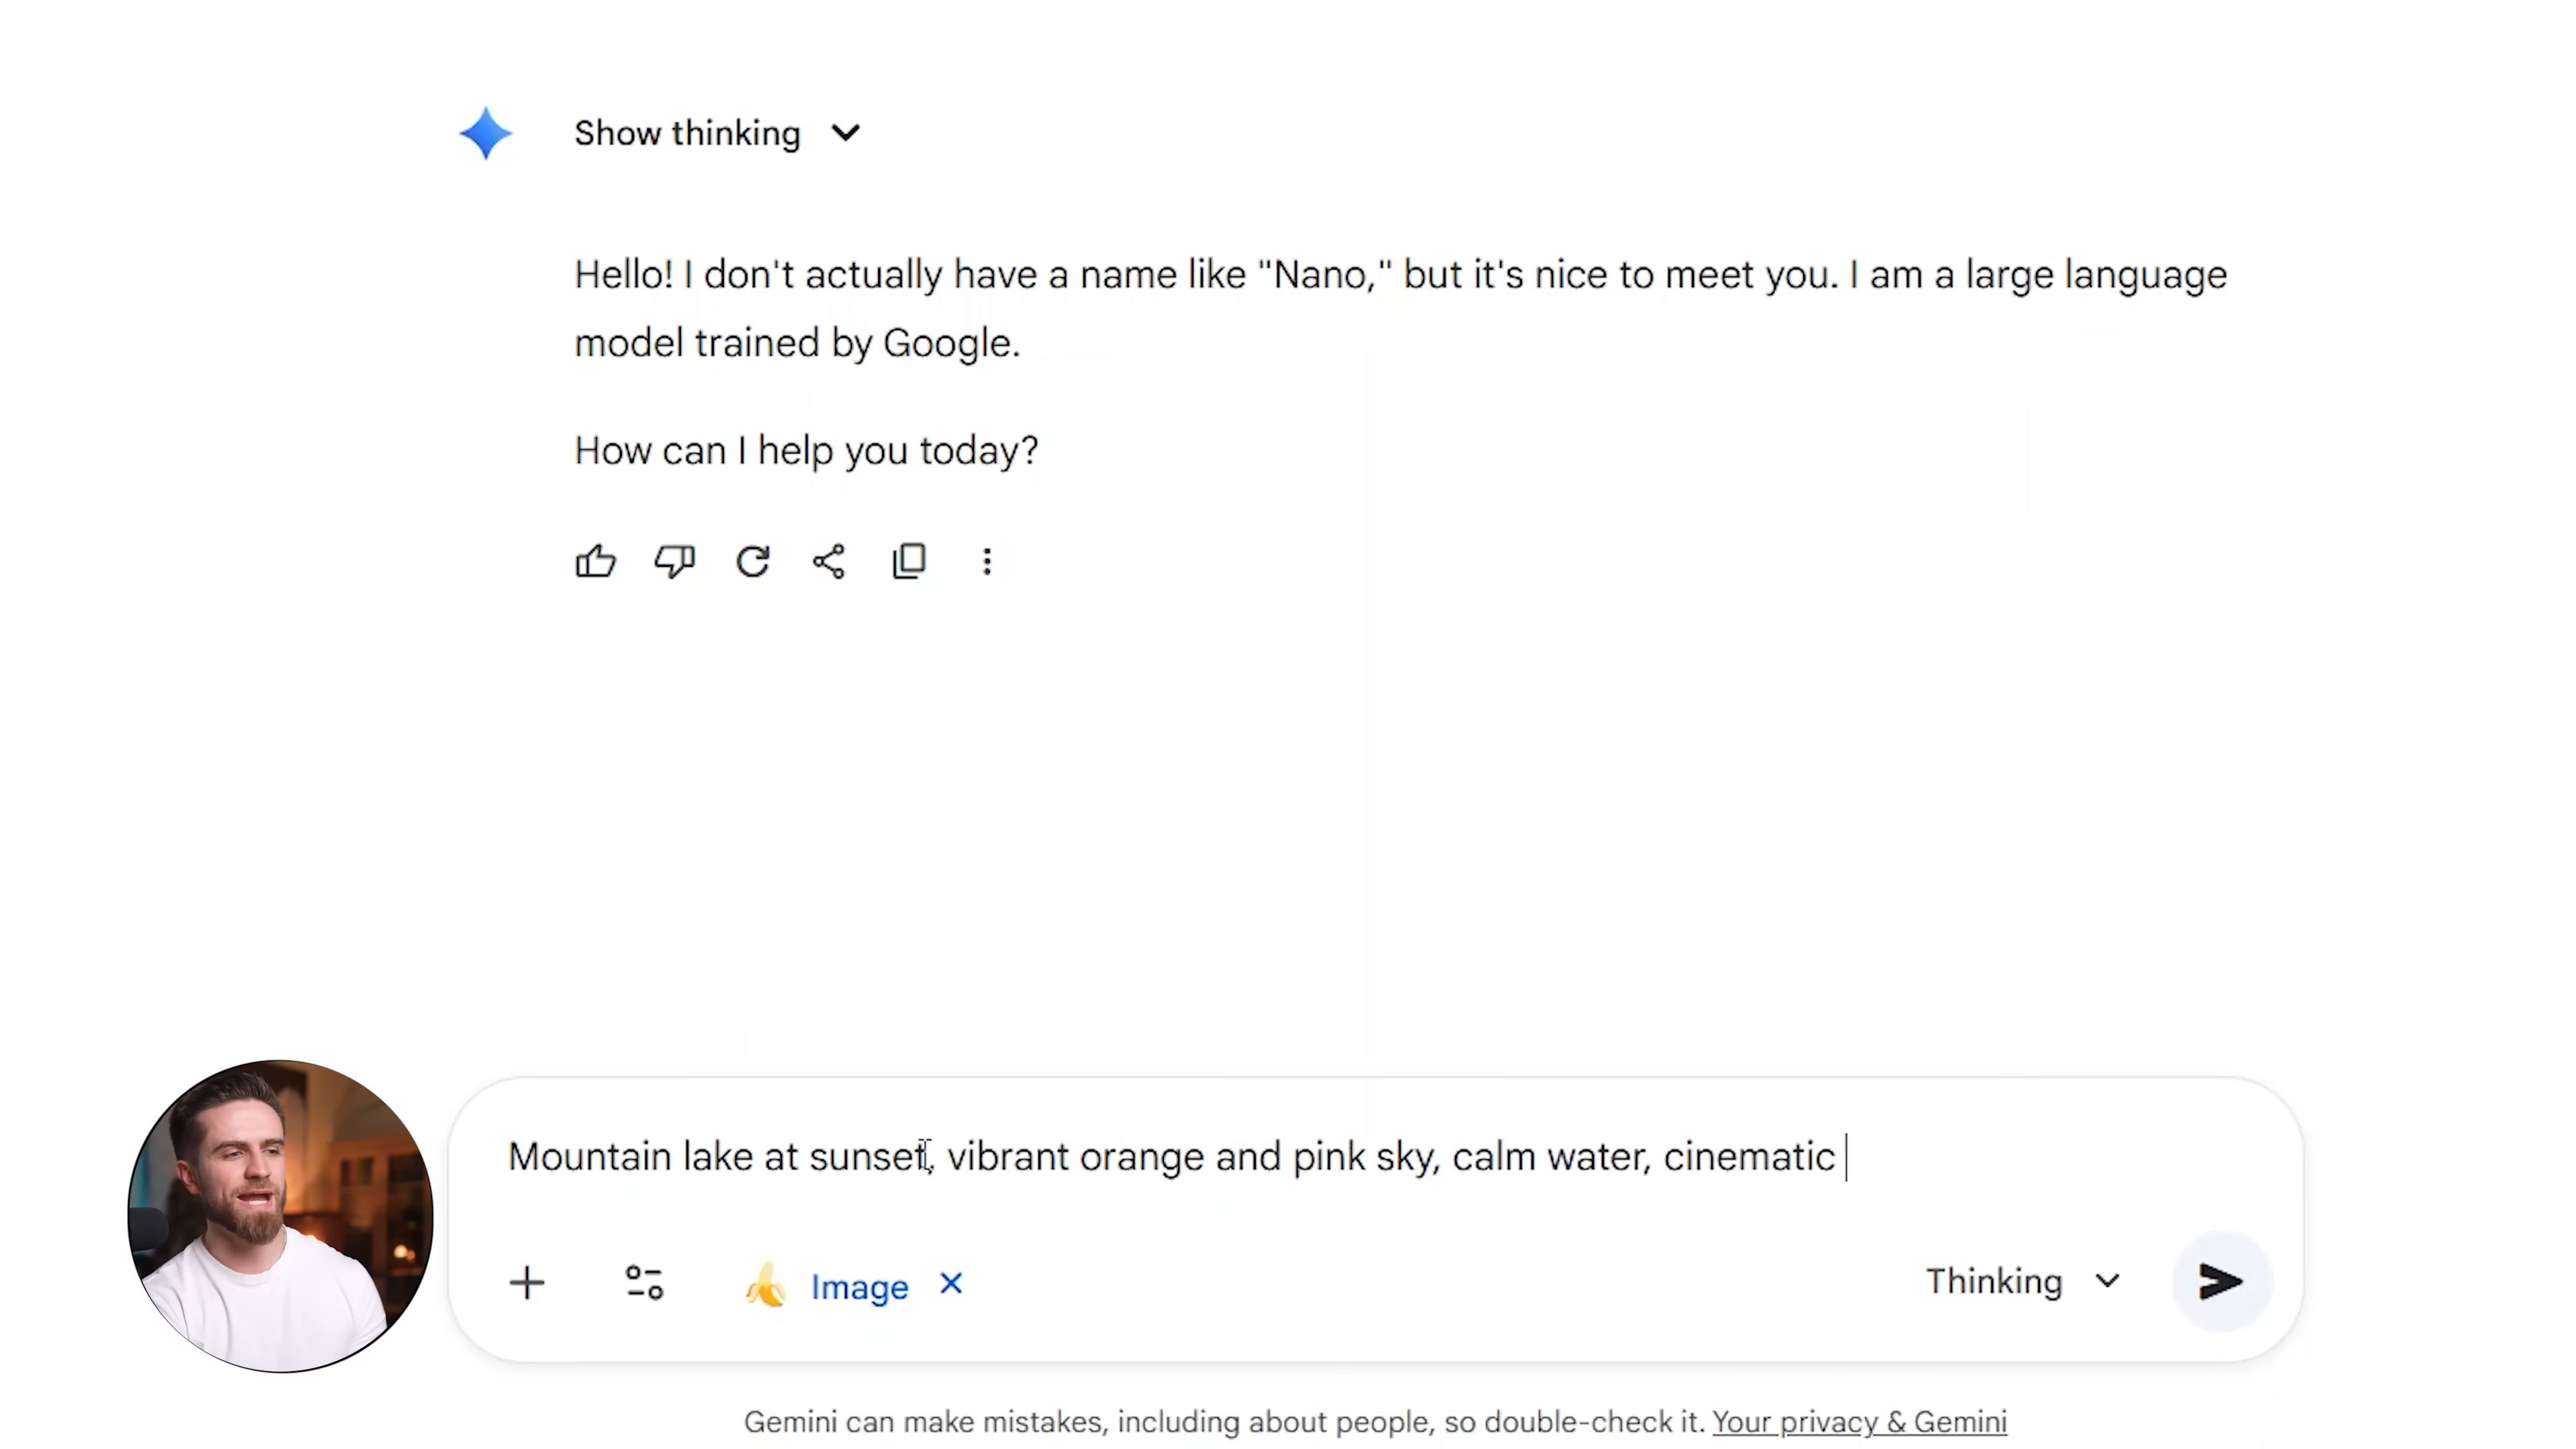 Show thinking
Hello! I don't actually have a name like "Nano," but it's nice to meet you. I am a large language
model trained by Google.
How can I help you today?
Mountain lake at sunset, vibrant orange and pink sky, calm water, cinematic
Image
Thinking
Gemini can make mistakes, including about people, so double-check it. Your privacy & Gemini